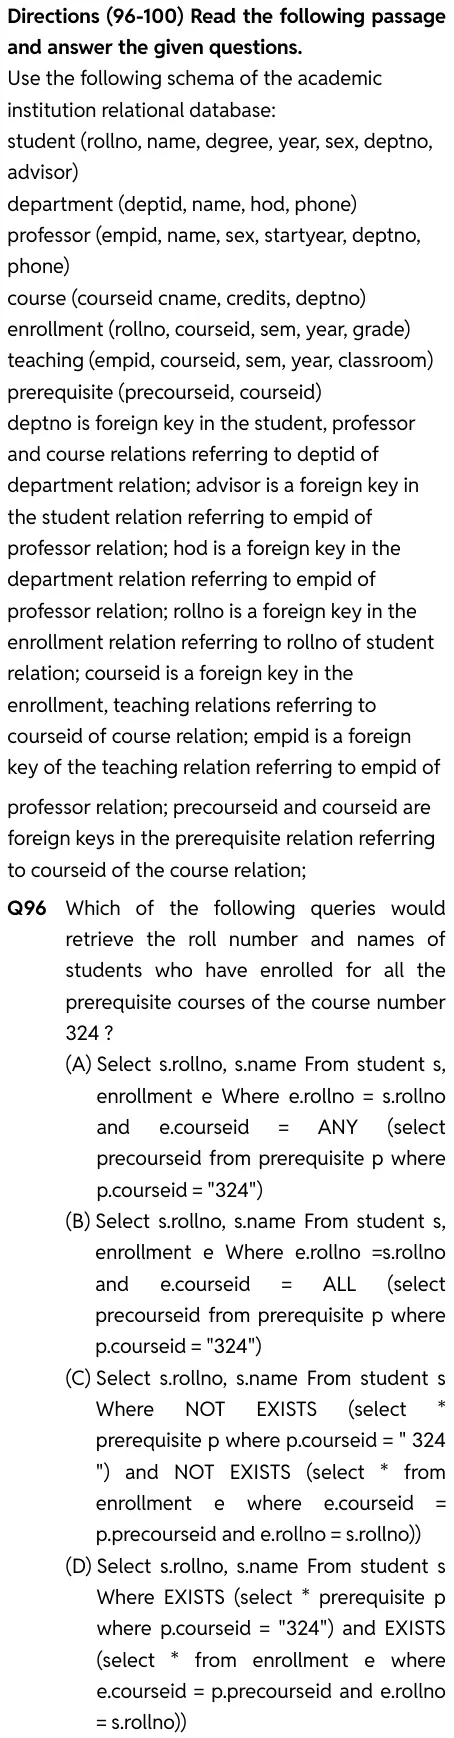 Directions (96-100) Read the following passage
and answer the given questions.
Use the following schema of the academic
institution relational database:
student (rollno, name, degree, year, sex, deptno,
advisor)
department (deptid, name, hod, phone)
professor (empid, name, sex, startyear, deptno,
phone)
course (courseid cname, credits, deptno)
enrollment (rollno, courseid, sem, year, grade)
teaching (empid, courseid, sem, year, classroom)
prerequisite (precourseid, courseid)
deptno is foreign key in the student, professor
and course relations referring to deptid of
department relation; advisor is a foreign key in
the student relation referring to empid of
professor relation; hod is a foreign key in the
department relation referring to empid of
professor relation; rollno is a foreign key in the
enrollment relation referring to rollno of student
relation; courseid is a foreign key in the
enrollment, teaching relations referring to
courseid of course relation; empid is a foreign
key of the teaching relation referring to empid of
professor relation; precourseid and courseid are
foreign keys in the prerequisite relation referring
to courseid of the course relation;
Q96 Which of the following queries would
retrieve the roll number and names of
students who have enrolled for all the
prerequisite courses of the course number
324 ?
(A) Select s.rollno, s.name From student s,
enrollment e Where e.rollno = s.rollno
and e.courseid = ANY (select
precourseid from prerequisite p where
p.courseid = "324")
(B) Select s.rollno, s.name From student s,
enrollment e Where e.rollno =s.rollno
and e.courseid = ALL (select
precourseid from prerequisite p where
p.courseid = "324")
(C) Select s.rollno, s.name From student s
Where NOT EXISTS (select *
prerequisite p where p.courseid = " 324
") and NOT EXISTS (select * from
enrollment e where e.courseid =
p.precourseid and e.rollno = s.rollno))
(D) Select s.rollno, s.name From student s
Where EXISTS (select * prerequisite p
where p.courseid = "324") and EXISTS
(select * from enrollment e where
e.courseid = p.precourseid and e.rollno
= s.rollno))